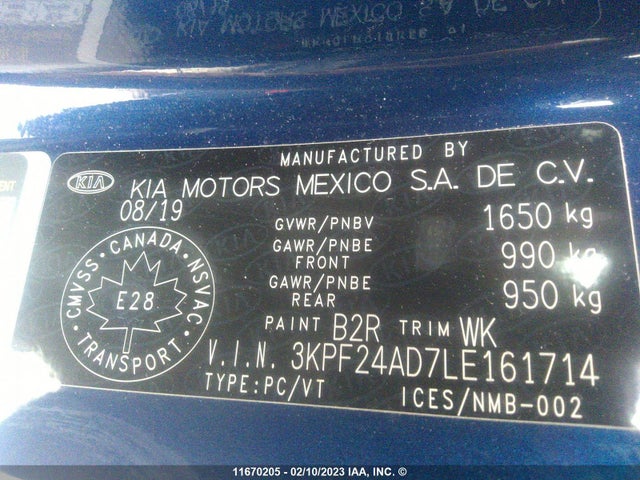 MANUFACTURED BY
KIA KIA MOTORS MEXICO S.A. DE C.V.
08/19
GVWR/PNBV 1650 kg
GAWR/PNBE FRONT 990 kg
GAWR/PNBE REAR 950 kg
CANADA · NSVAC · TRANSPORT · CMVSS ·
E28
PAINT B2R TRIM WK
V.I.N. 3KPF24AD7LE161714
TYPE:PC/VT ICES/NMB-002
11670205 - 02/10/2023 IAA, INC. ©